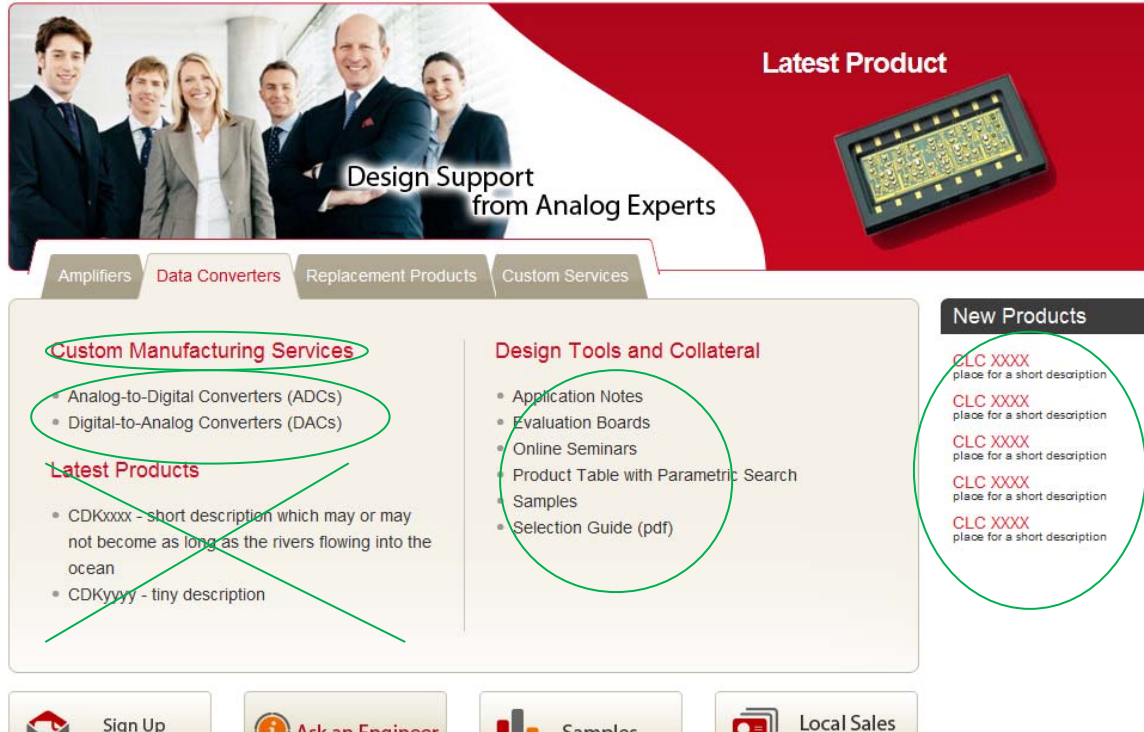 Latest Product
Design Support
from Analog Experts
Amplifiers
Data Converters
Replacement Products
Custom Services
Custom Manufacturing Services
Analog-to-Digital Converters (ADCs)
Digital-to-Analog Converters (DACs)
Latest Products
CDKxxxx - short description which may or may
not become as long as the rivers flowing into the
ocean
CDKyyyy - tiny description
Design Tools and Collateral
Application Notes
Evaluation Boards
Online Seminars
Product Table with Parametric Search
Samples
Selection Guide (pdf)
New Products
CLC XXXX
place for a short description
CLC XXXX
place for a short description
CLC XXXX
place for a short description
CLC XXXX
place for a short description
CLC XXXX
place for a short description
Sign Up
Ask an Engineer
Samples
Local Sales